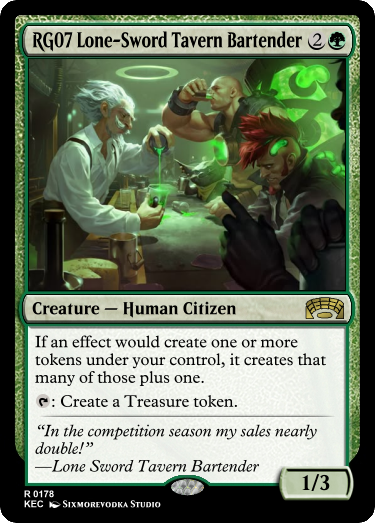 RG07 Lone-Sword Tavern Bartender 2
Creature — Human Citizen
If an effect would create one or more
tokens under your control, it creates that
many of those plus one.
: Create a Treasure token.
“In the competition season my sales nearly
double!”
—Lone Sword Tavern Bartender
1/3
R 0178
KEC SIXMOREVODKA STUDIO